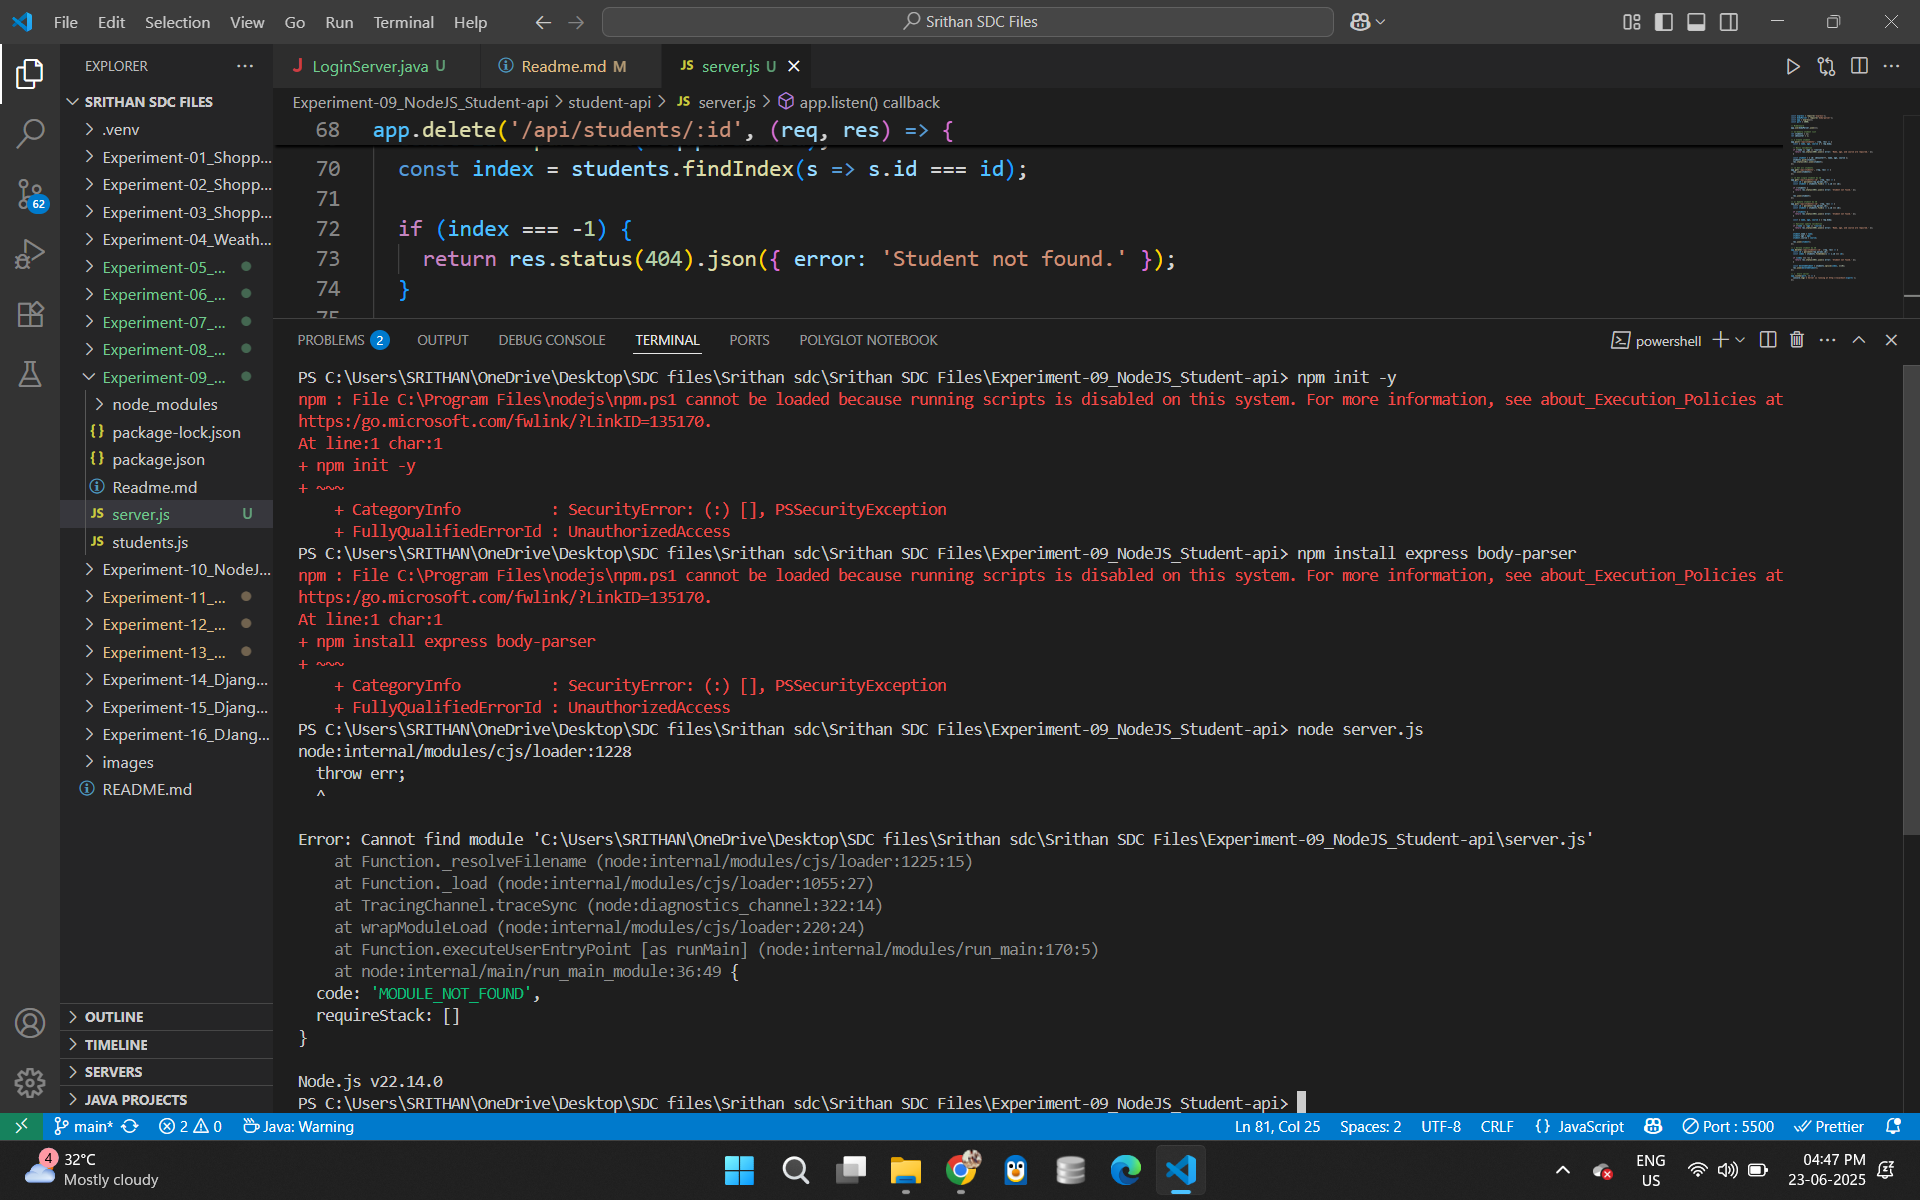 File Edit Selection View Go Run Terminal Help
Srithan SDC Files
EXPLORER
SRITHAN SDC FILES
.venv
Experiment-01_Shopp...
Experiment-02_Shopp...
Experiment-03_Shopp...
Experiment-04_Weath...
Experiment-05_...
Experiment-06_...
Experiment-07_...
Experiment-08_...
Experiment-09_...
node_modules
{} package-lock.json
{} package.json
Readme.md
JS server.js U
JS students.js
Experiment-10_NodeJ...
Experiment-11_...
Experiment-12_...
Experiment-13_...
Experiment-14_Djang...
Experiment-15_Djang...
Experiment-16_DJang...
images
README.md
OUTLINE
TIMELINE
SERVERS
JAVA PROJECTS
62
J LoginServer.java U
Readme.md M
JS server.js U
Experiment-09_NodeJS_Student-api > student-api > JS server.js > app.listen() callback
68 app.delete('/api/students/:id', (req, res) => {
70 const index = students.findIndex(s => s.id === id);
71
72 if (index === -1) {
73 return res.status(404).json({ error: 'Student not found.' });
74 }
75
PROBLEMS 2 OUTPUT DEBUG CONSOLE TERMINAL PORTS POLYGLOT NOTEBOOK
powershell
PS C:\Users\SRITHAN\OneDrive\Desktop\SDC files\Srithan sdc\Srithan SDC Files\Experiment-09_NodeJS_Student-api> npm init -y
npm : File C:\Program Files\nodejs\npm.ps1 cannot be loaded because running scripts is disabled on this system. For more information, see about_Execution_Policies at
https:/go.microsoft.com/fwlink/?LinkID=135170.
At line:1 char:1
+ npm init -y
+ ~~~
+ CategoryInfo : SecurityError: (:) [], PSSecurityException
+ FullyQualifiedErrorId : UnauthorizedAccess
PS C:\Users\SRITHAN\OneDrive\Desktop\SDC files\Srithan sdc\Srithan SDC Files\Experiment-09_NodeJS_Student-api> npm install express body-parser
npm : File C:\Program Files\nodejs\npm.ps1 cannot be loaded because running scripts is disabled on this system. For more information, see about_Execution_Policies at
https:/go.microsoft.com/fwlink/?LinkID=135170.
At line:1 char:1
+ npm install express body-parser
+ ~~~
+ CategoryInfo : SecurityError: (:) [], PSSecurityException
+ FullyQualifiedErrorId : UnauthorizedAccess
PS C:\Users\SRITHAN\OneDrive\Desktop\SDC files\Srithan sdc\Srithan SDC Files\Experiment-09_NodeJS_Student-api> node server.js
node:internal/modules/cjs/loader:1228
throw err;
^
Error: Cannot find module 'C:\Users\SRITHAN\OneDrive\Desktop\SDC files\Srithan sdc\Srithan SDC Files\Experiment-09_NodeJS_Student-api\server.js'
at Function._resolveFilename (node:internal/modules/cjs/loader:1225:15)
at Function._load (node:internal/modules/cjs/loader:1055:27)
at TracingChannel.traceSync (node:diagnostics_channel:322:14)
at wrapModuleLoad (node:internal/modules/cjs/loader:220:24)
at Function.executeUserEntryPoint [as runMain] (node:internal/modules/run_main:170:5)
at node:internal/main/run_main_module:36:49 {
code: 'MODULE_NOT_FOUND',
requireStack: []
}
Node.js v22.14.0
PS C:\Users\SRITHAN\OneDrive\Desktop\SDC files\Srithan sdc\Srithan SDC Files\Experiment-09_NodeJS_Student-api>
main* 2 0 Java: Warning
Ln 81, Col 25 Spaces: 2 UTF-8 CRLF {} JavaScript Port : 5500 Prettier
4
32°C
Mostly cloudy
ENG
US
04:47 PM
23-06-2025